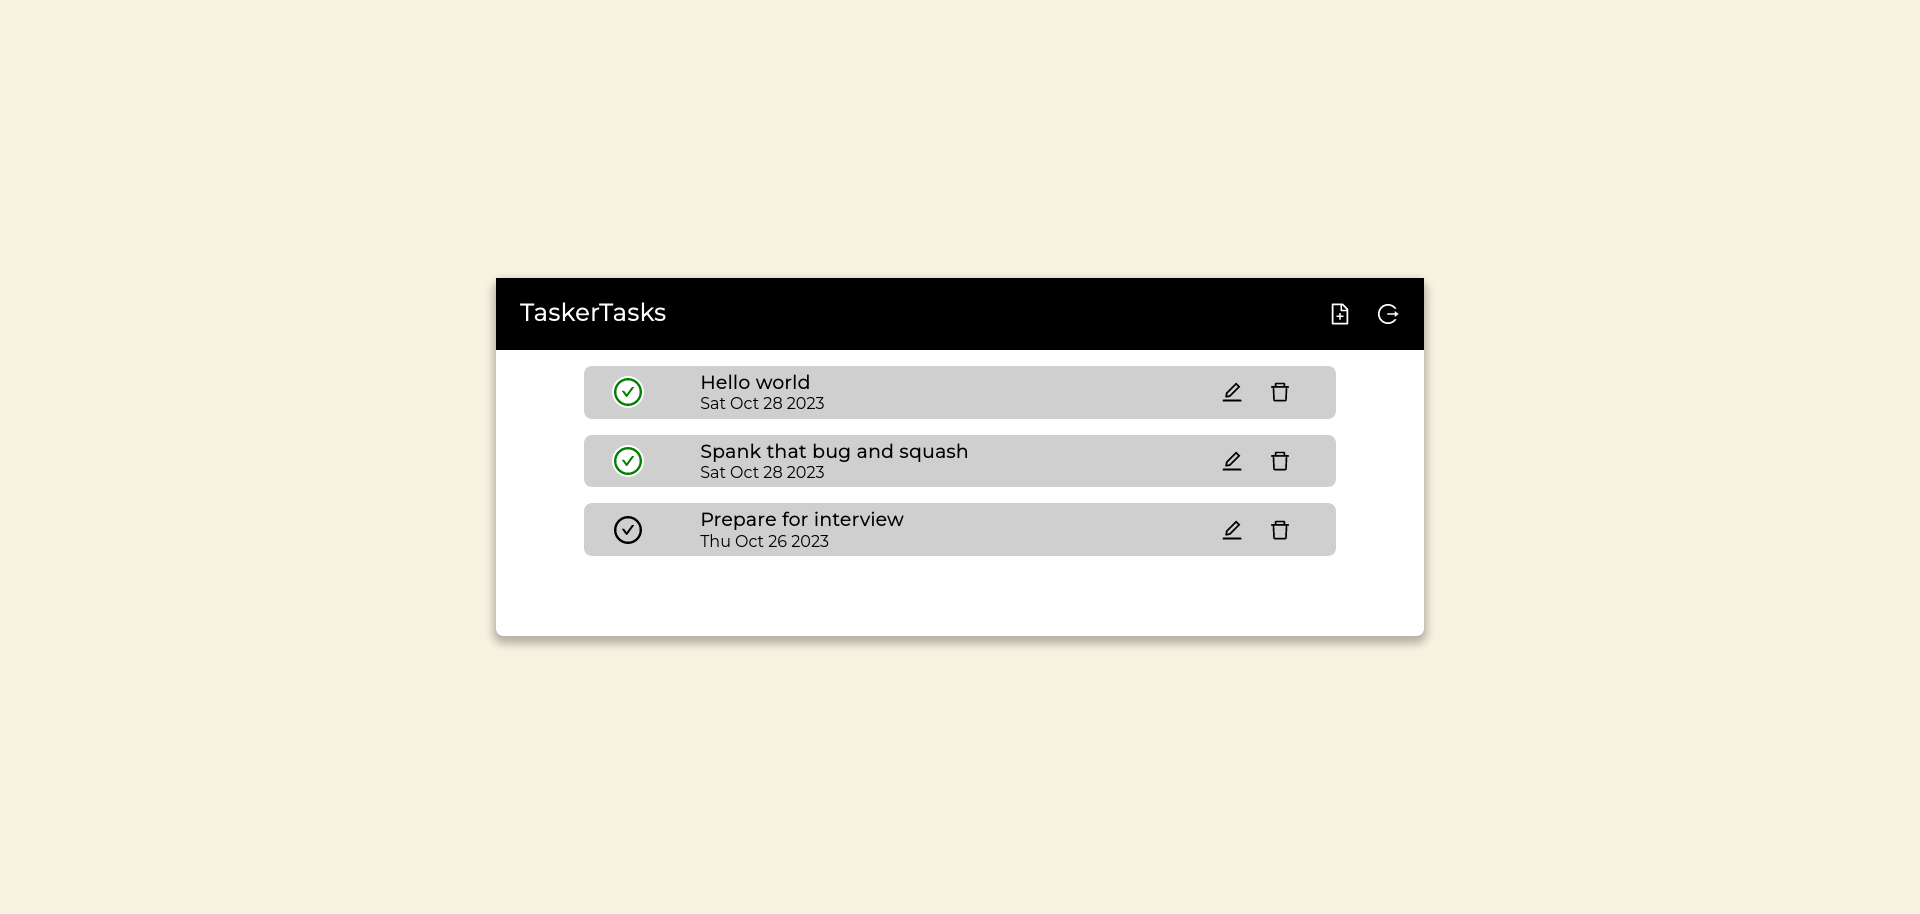 TaskerTasks
Hello world
Sat Oct 28 2023
Spank that bug and squash
Sat Oct 28 2023
Prepare for interview
Thu Oct 26 2023